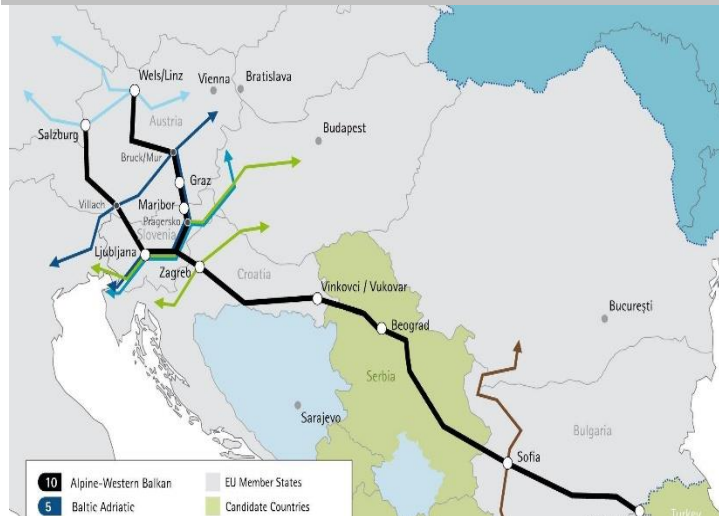 Wels/Linz
Vienna
Bratislava
Salzburg
Austria
Budapest
Bruck/Mur
Graz
Villach
Maribor
Pragersko
Slovenia
Ljubljana
Zagreb
Croatia
Vinkovci / Vukovar
Beograd
București
Serbia
Sarajevo
Bulgaria
Sofia
10 Alpine-Western Balkan
EU Member States
5 Baltic Adriatic
Candidate Countries
Turkey